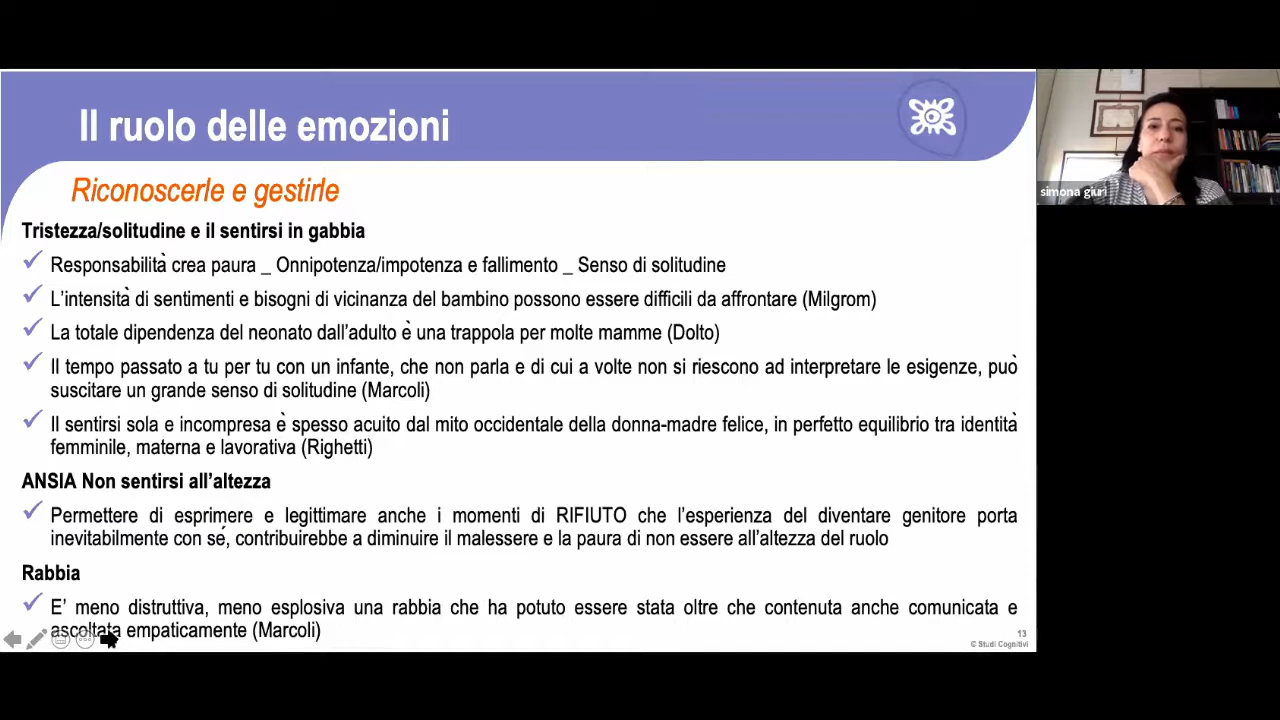 Il ruolo delle emozioni
simona giuri
Riconoscerle e gestirle
Tristezza/solitudine e il sentirsi in gabbia
Responsabilità crea paura _ Onnipotenza/impotenza e fallimento _ Senso di solitudine
L'intensità di sentimenti e bisogni di vicinanza del bambino possono essere difficili da affrontare (Milgrom)
La totale dipendenza del neonato dall'adulto è una trappola per molte mamme (Dolto)
Il tempo passato a tu per tu con un infante, che non parla e di cui a volte non si riescono ad interpretare le esigenze, può
suscitare un grande senso di solitudine (Marcoli)
Il sentirsi sola e incompresa è spesso acuito dal mito occidentale della donna-madre felice, in perfetto equilibrio tra identità
femminile, materna e lavorativa (Righetti)
ANSIA Non sentirsi all'altezza
Permettere di esprimere e legittimare anche i momenti di RIFIUTO che l'esperienza del diventare genitore porta
inevitabilmente con sé, contribuirebbe a diminuire il malessere e la paura di non essere all'altezza del ruolo
Rabbia
E' meno distruttiva, meno esplosiva una rabbia che ha potuto essere stata oltre che contenuta anche comunicata e
ascoltata empaticamente (Marcoli)
13
© Studi Cognitivi